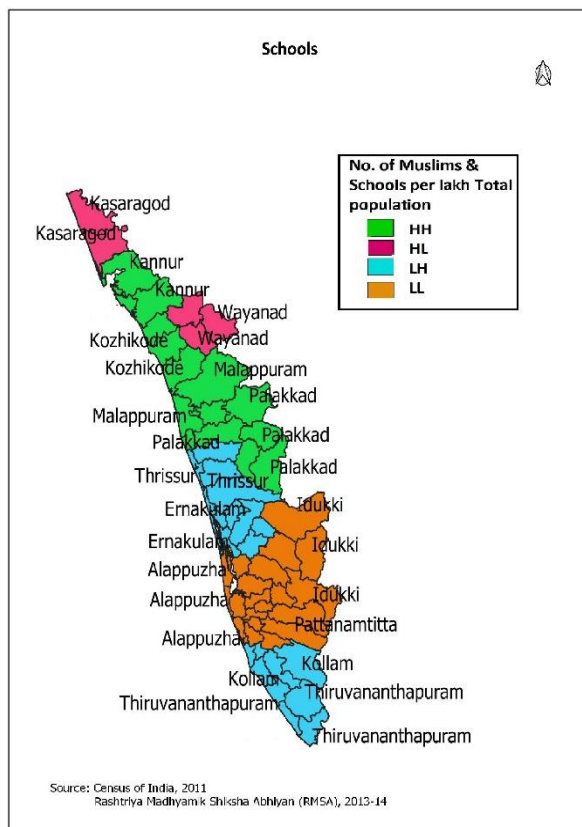 Schools
No. of Muslims &
Schools per lakh Total
population
HH
HL
LH
LL
Kasaragod
Kasaragod
Kannur
Kannur
Wayanad
Kozhikode
Wayanad
Kozhikode
Malappuram
Palakkad
Malappuram
Palakkad
Palakkad
Palakkad
Thrissur
Thrissur
Idukki
Ernakulam
Ernakulam
Idukki
Alappuzha
Idukki
Alappuzha
Pattanamtitta
Alappuzha
Kollam
Kollam
Thiruvananthapuram
Thiruvananthapuram
Thiruvananthapuram
Source: Census of India, 2011
Rashtriya Madhyamik Shiksha Abhiyan (RMSA), 2013-14